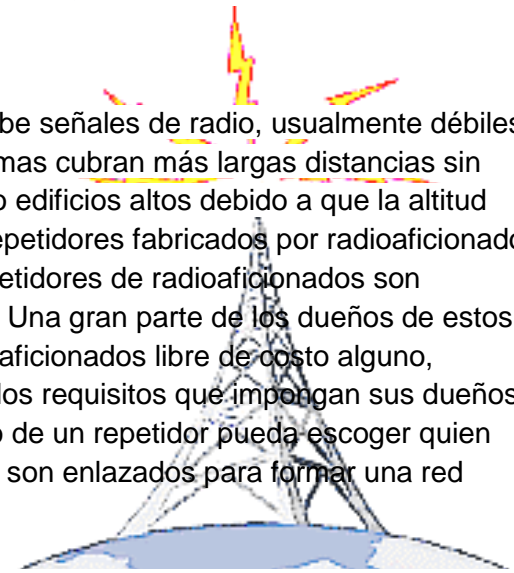 be señales de radio, usualmente débiles
mas cubran más largas distancias sin
o edificios altos debido a que la altitud
epetidores fabricados por radioaficionado
etidores de radioaficionados son
Una gran parte de los dueños de estos
aficionados libre de costo alguno,
los requisitos que impongan sus dueños
o de un repetidor pueda escoger quien
son enlazados para formar una red